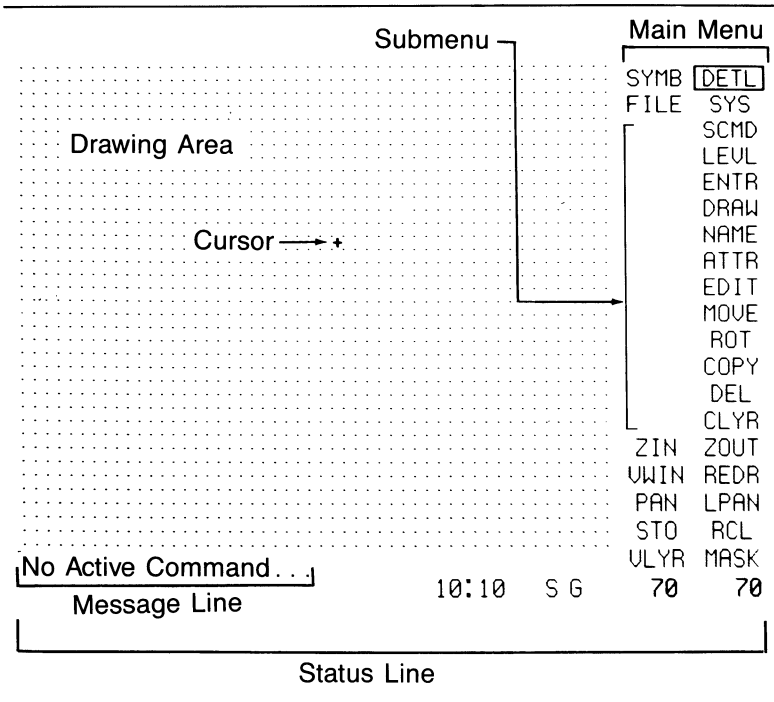 Submenu
Main Menu
SYMB DETL
FILE SYS
Drawing Area
SCMD
LEVL
ENTR
DRAW
Cursor
NAME
ATTR
EDIT
MOVE
ROT
COPY
DEL
CLYR
ZIN ZOUT
VWIN REDR
PAN LPAN
STO RCL
VLYR MASK
No Active Command...
10:10 S G 70 70
Message Line
Status Line